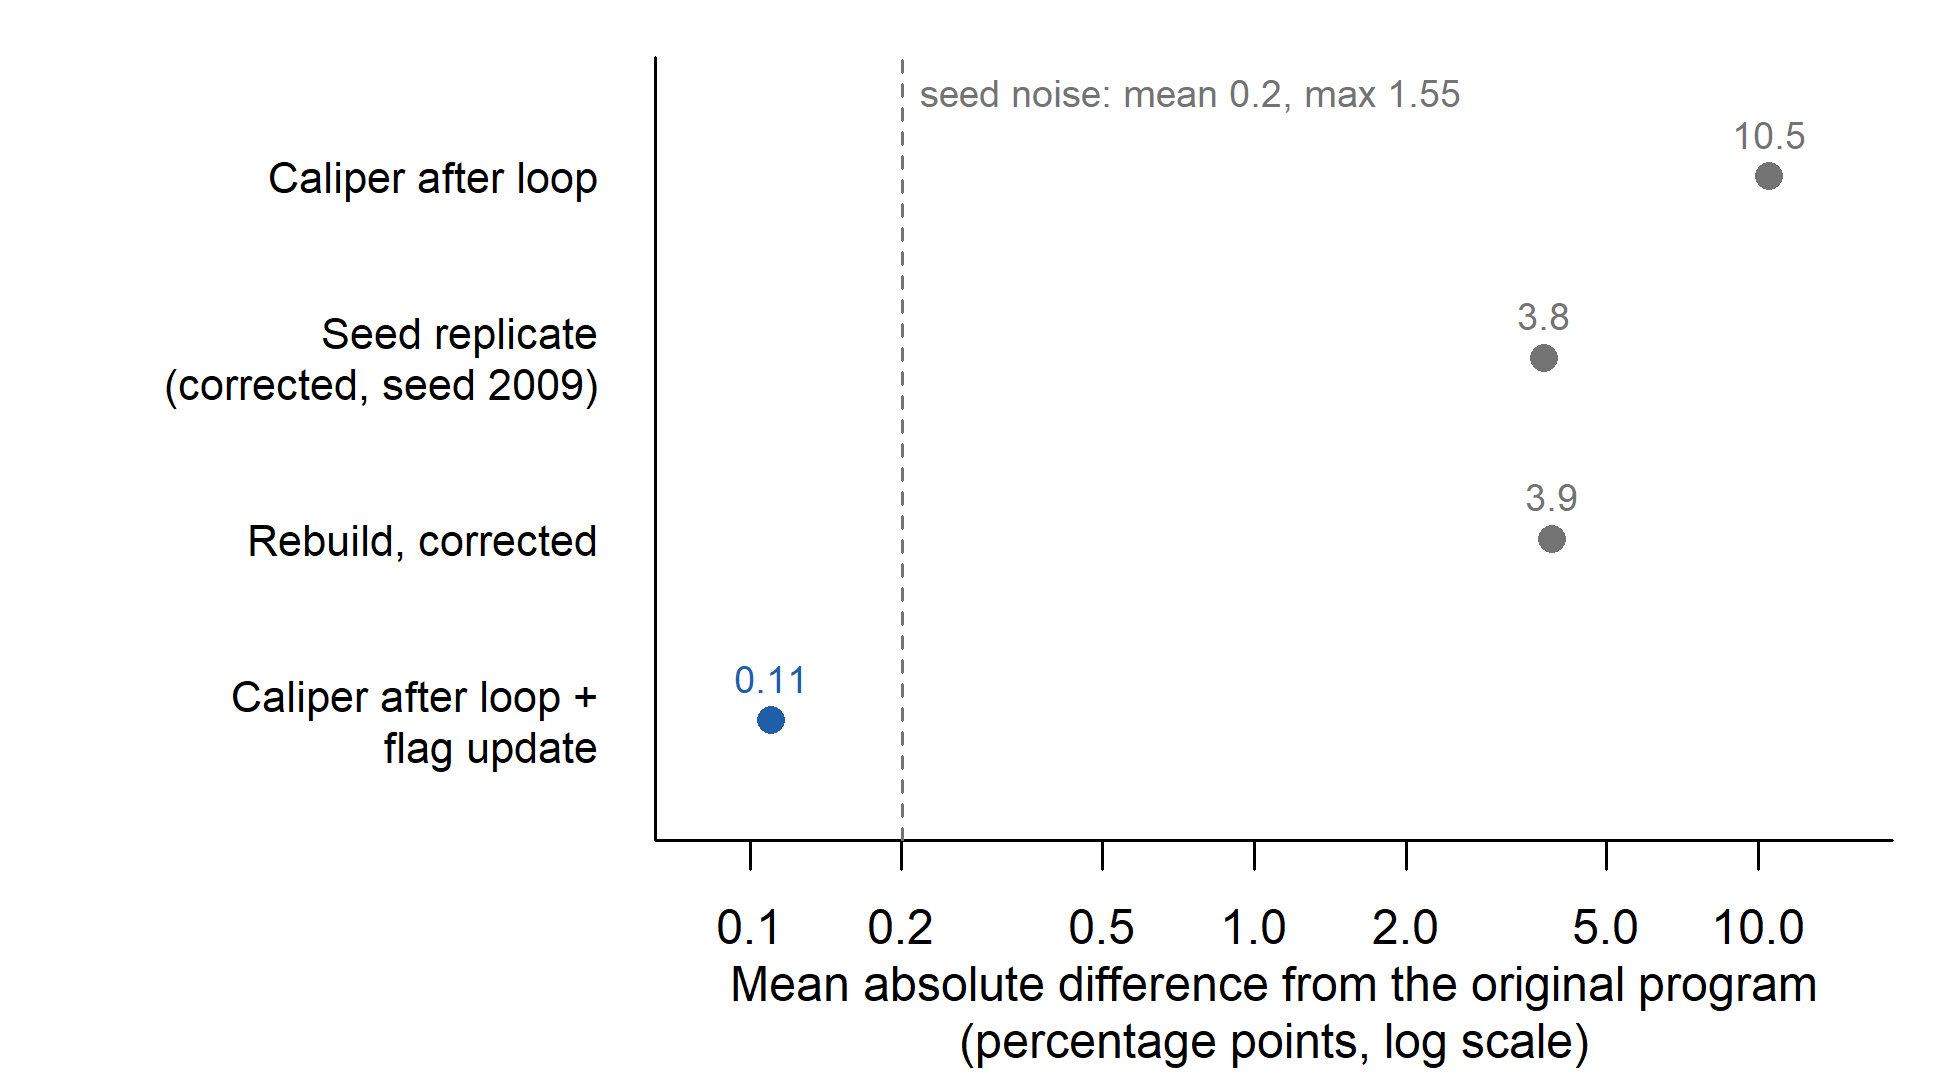 seed noise: mean 0.2, max 1.55
10.5
Caliper after loop
3.8
Seed replicate
(corrected, seed 2009)
3.9
Rebuild, corrected
0.11
Caliper after loop +
flag update
0.1 0.2 0.5 1.0 2.0 5.0 10.0
Mean absolute difference from the original program
(percentage points, log scale)